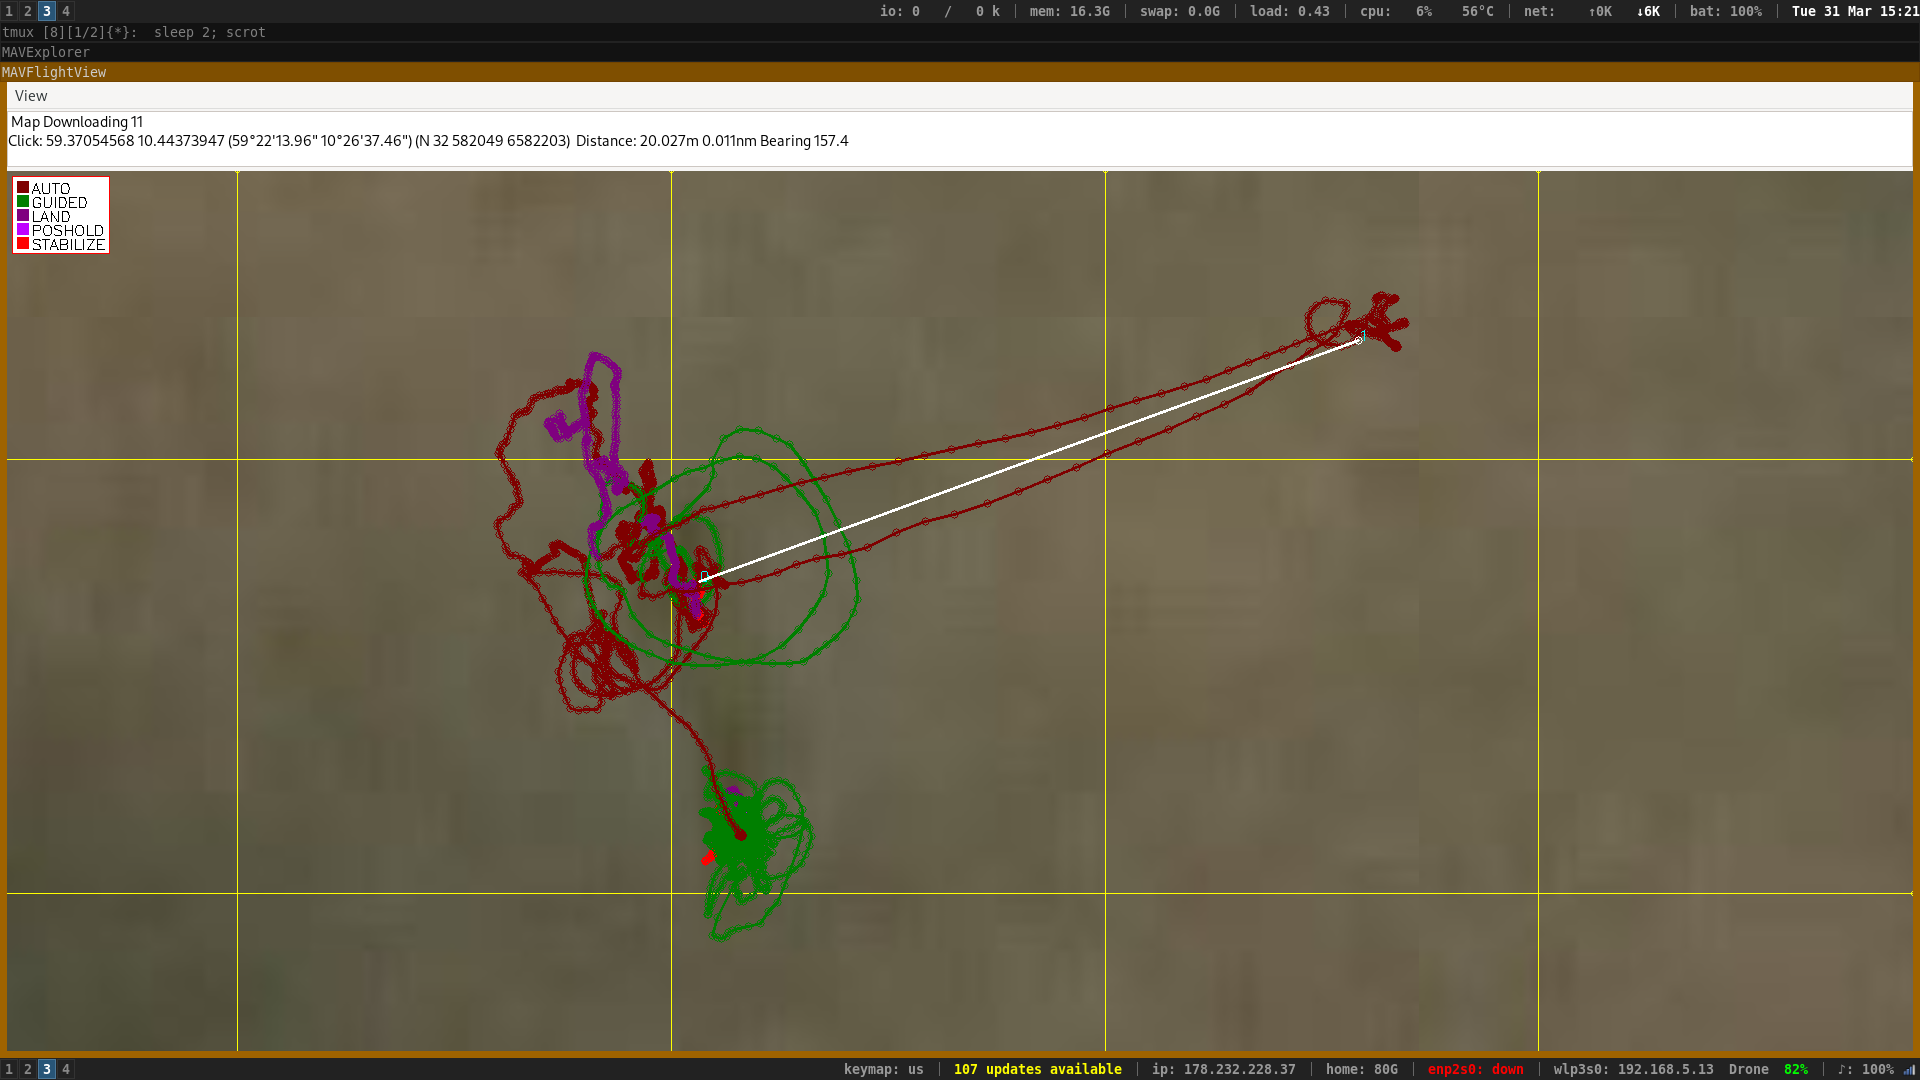 1 2 3 4 io: 0 / 0 k | mem: 16.3G | swap: 0.0G | load: 0.43 | cpu: 6% 56°C | net: ↑0K ↓6K | bat: 100% | Tue 31 Mar 15:21
tmux [8][1/2]{*}: sleep 2; scrot
MAVExplorer
MAVFlightView
View
Map Downloading 11
Click: 59.37054568 10.44373947 (59°22'13.96" 10°26'37.46") (N 32 582049 6582203) Distance: 20.027m 0.011nm Bearing 157.4
AUTO
GUIDED
LAND
POSHOLD
STABILIZE
1
0
1 2 3 4 keymap: us | 107 updates available | ip: 178.232.228.37 | home: 80G | enp2s0: down | wlp3s0: 192.168.5.13 Drone 82% | ♪: 100%